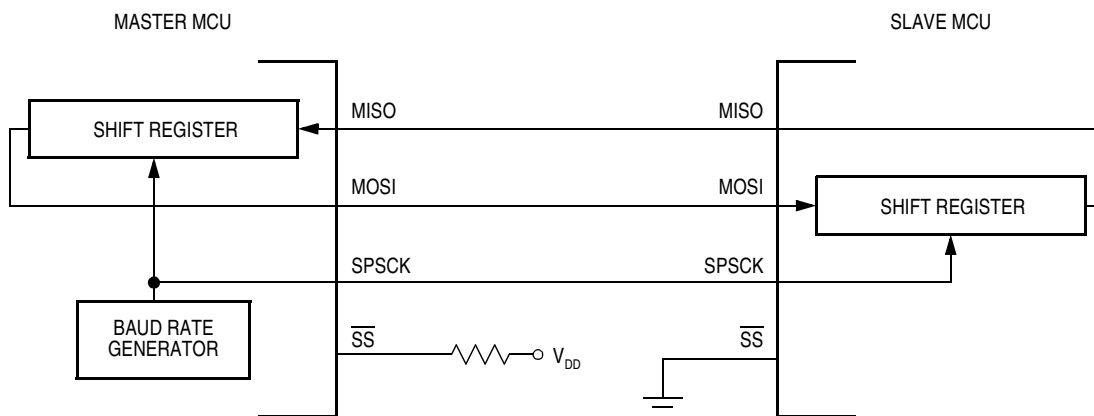 MASTER MCU
SLAVE MCU
SHIFT REGISTER
MISO
MISO
MOSI
MOSI
SHIFT REGISTER
SPSCK
SPSCK
BAUD RATE
GENERATOR
SS
VDD
SS